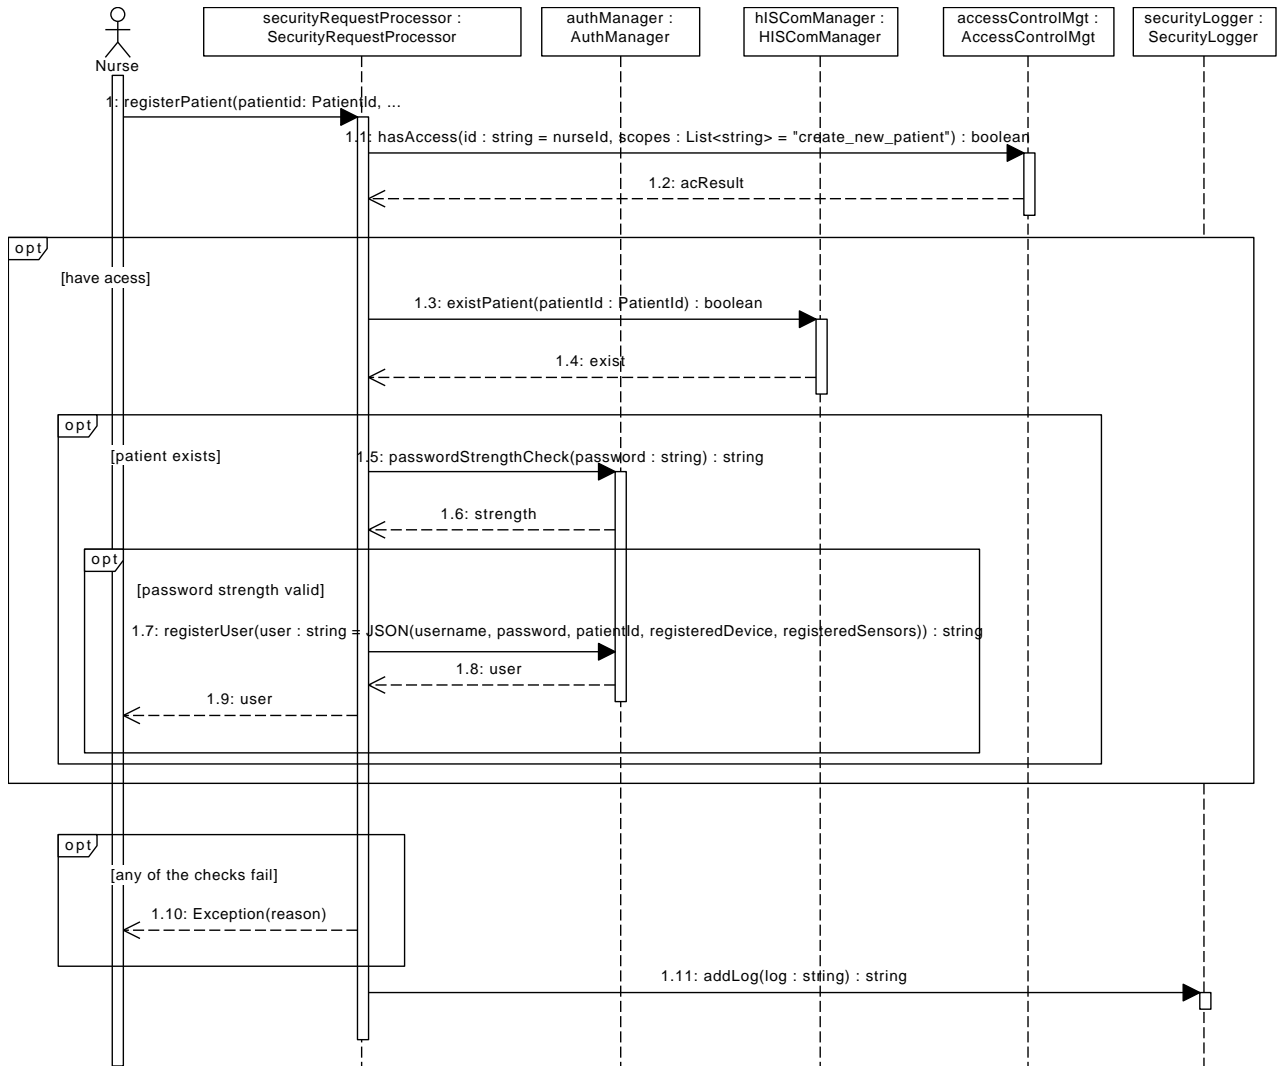 securityRequestProcessor :
SecurityRequestProcessor
authManager :
AuthManager
hISComManager :
HISComManager
accessControlMgt :
AccessControlMgt
securityLogger :
SecurityLogger
Nurse
1: registerPatient(patientid: PatientId, ...
1.1: hasAccess(id : string = nurseId, scopes : List<string> = "create_new_patient") : boolean
1.2: acResult
opt
[have acess]
1.3: existPatient(patientId : PatientId) : boolean
1.4: exist
opt
[patient exists]
1.5: passwordStrengthCheck(password : string) : string
1.6: strength
opt
[password strength valid]
1.7: registerUser(user : string = JSON(username, password, patientId, registeredDevice, registeredSensors)) : string
1.8: user
1.9: user
opt
[any of the checks fail]
1.10: Exception(reason)
1.11: addLog(log : string) : string